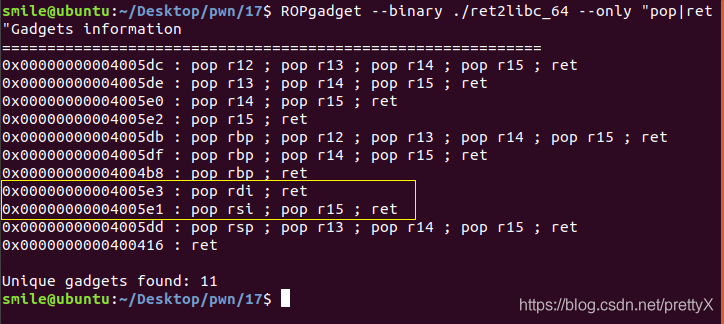 smile@ubuntu:~/Desktop/pwn/17$ ROPgadget --binary ./ret2libc_64 --only "pop|ret
"Gadgets information
============================================================
0x00000000004005dc : pop r12 ; pop r13 ; pop r14 ; pop r15 ; ret
0x00000000004005de : pop r13 ; pop r14 ; pop r15 ; ret
0x00000000004005e0 : pop r14 ; pop r15 ; ret
0x00000000004005e2 : pop r15 ; ret
0x00000000004005db : pop rbp ; pop r12 ; pop r13 ; pop r14 ; pop r15 ; ret
0x00000000004005df : pop rbp ; pop r14 ; pop r15 ; ret
0x00000000004004b8 : pop rbp ; ret
0x00000000004005e3 : pop rdi ; ret
0x00000000004005e1 : pop rsi ; pop r15 ; ret
0x00000000004005dd : pop rsp ; pop r13 ; pop r14 ; pop r15 ; ret
0x0000000000400416 : ret
Unique gadgets found: 11
smile@ubuntu:~/Desktop/pwn/17$
https://blog.csdn.net/prettyX